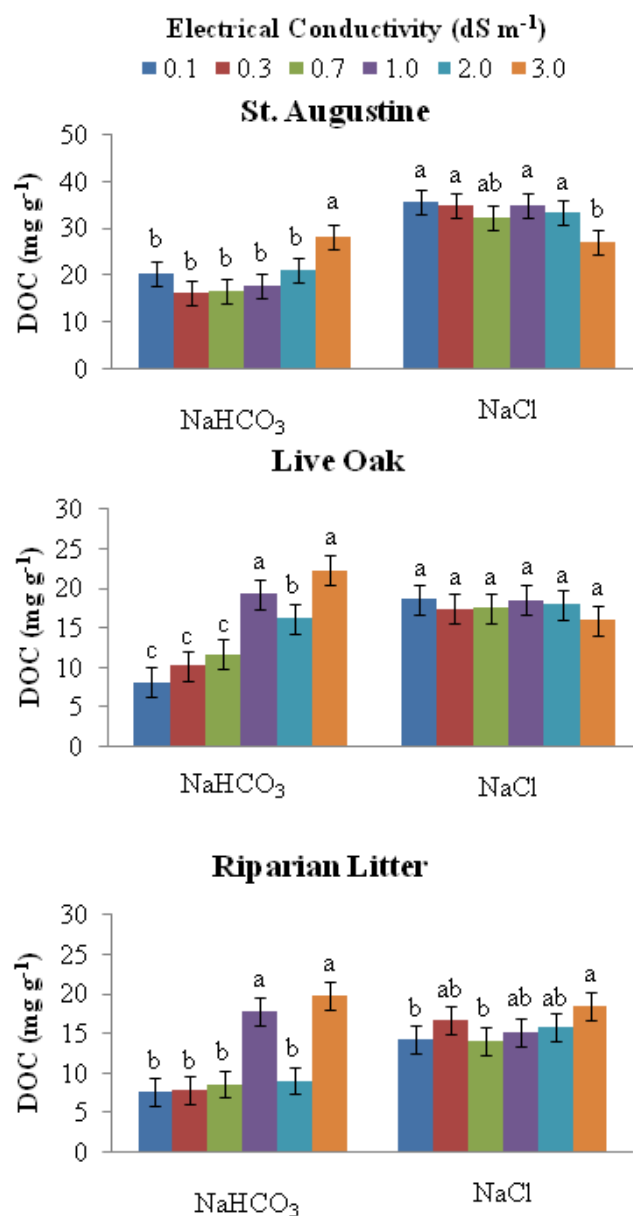 Electrical Conductivity (dS m⁻¹)
0.1 0.3 0.7 1.0 2.0 3.0
St. Augustine
DOC (mg g⁻¹)
50
40
30
20
10
0
b b b b b a a a ab a a b
NaHCO₃ NaCl
Live Oak
DOC (mg g⁻¹)
30
25
20
15
10
5
0
c c c a b a a a a a a a
NaHCO₃ NaCl
Riparian Litter
DOC (mg g⁻¹)
30
25
20
15
10
5
0
b b b a b a b ab b ab ab a
NaHCO₃ NaCl